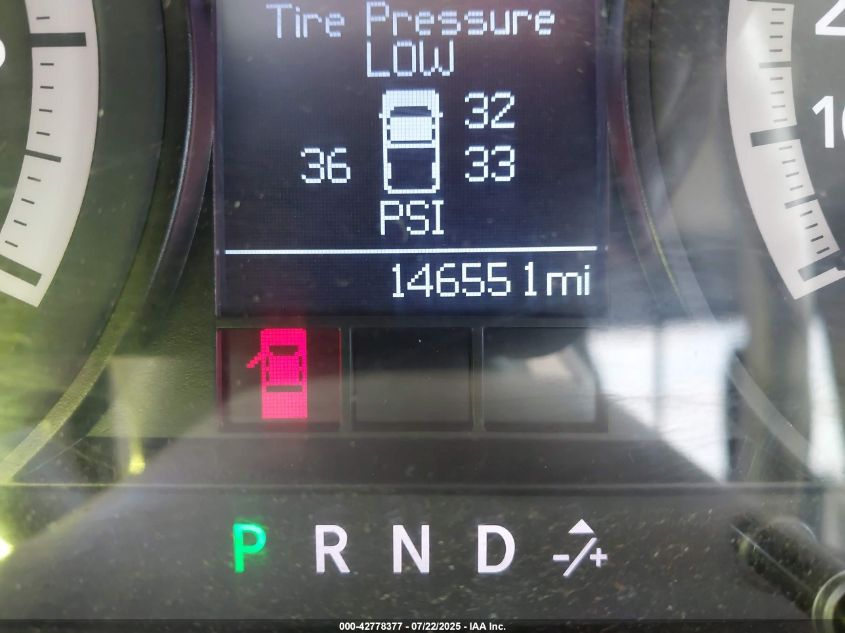 Tire Pressure
LOW
32
36 33
PSI
146551mi
P R N D -/+
000-42778377 - 07/22/2025 - IAA Inc.